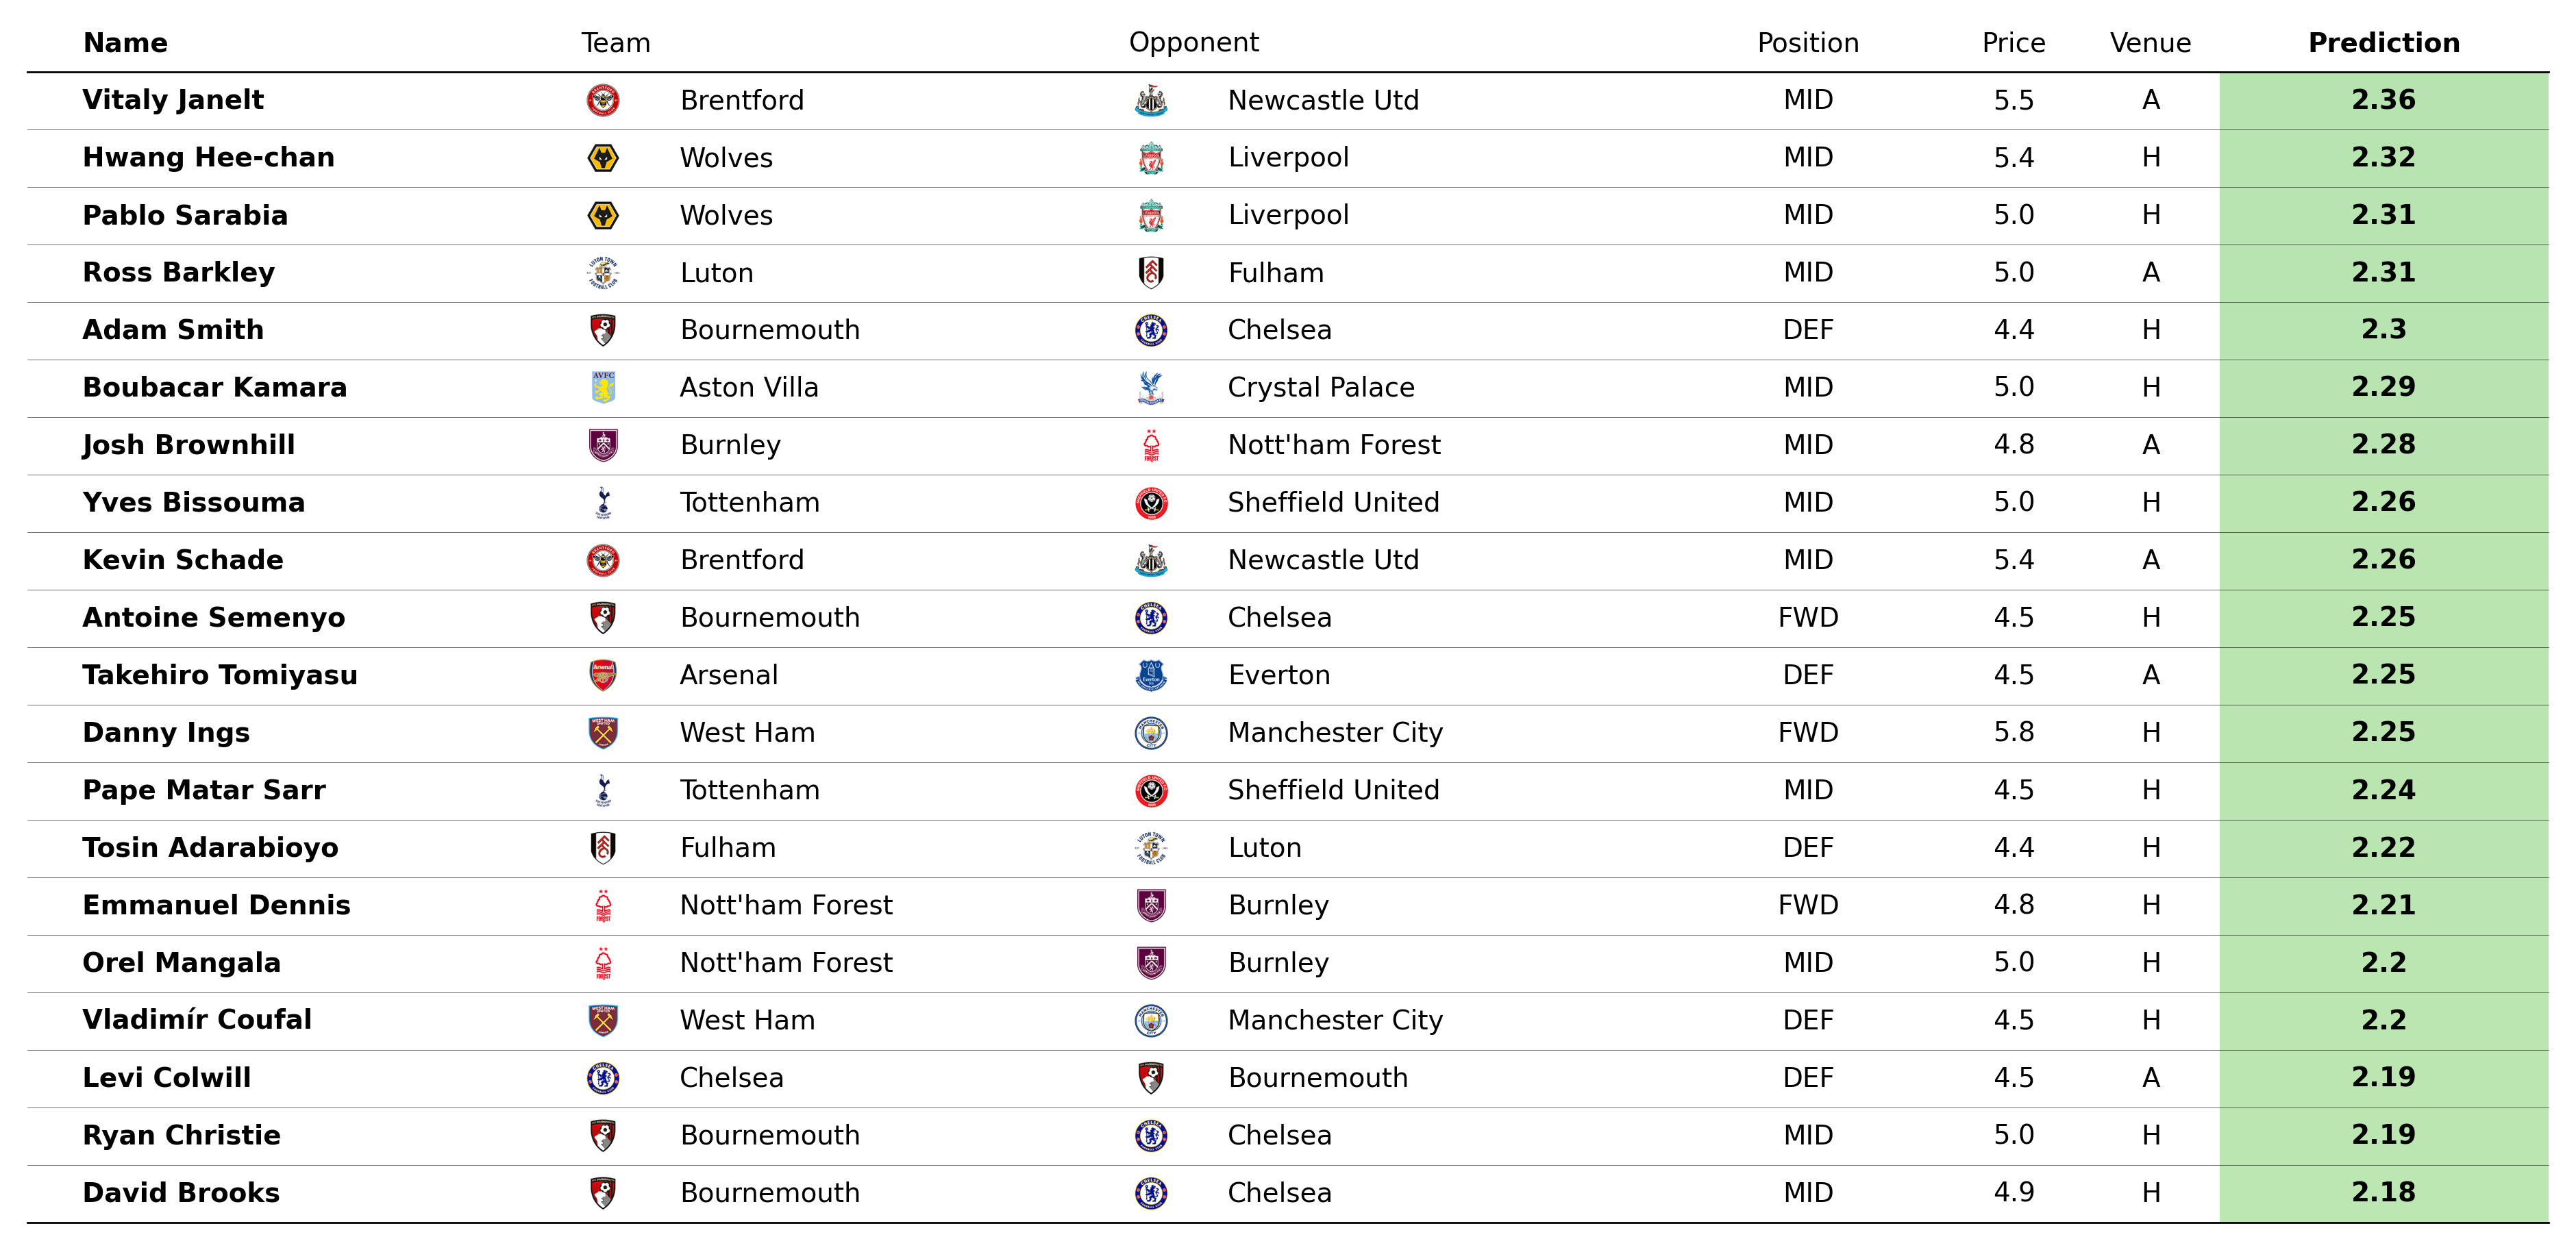 Name Team Opponent Position Price Venue Prediction
Vitaly Janelt Brentford Newcastle Utd MID 5.5 A 2.36
Hwang Hee-chan Wolves Liverpool MID 5.4 H 2.32
Pablo Sarabia Wolves Liverpool MID 5.0 H 2.31
Ross Barkley Luton Fulham MID 5.0 A 2.31
Adam Smith Bournemouth Chelsea DEF 4.4 H 2.3
Boubacar Kamara Aston Villa Crystal Palace MID 5.0 H 2.29
Josh Brownhill Burnley Nott'ham Forest MID 4.8 A 2.28
Yves Bissouma Tottenham Sheffield United MID 5.0 H 2.26
Kevin Schade Brentford Newcastle Utd MID 5.4 A 2.26
Antoine Semenyo Bournemouth Chelsea FWD 4.5 H 2.25
Takehiro Tomiyasu Arsenal Everton DEF 4.5 A 2.25
Danny Ings West Ham Manchester City FWD 5.8 H 2.25
Pape Matar Sarr Tottenham Sheffield United MID 4.5 H 2.24
Tosin Adarabioyo Fulham Luton DEF 4.4 H 2.22
Emmanuel Dennis Nott'ham Forest Burnley FWD 4.8 H 2.21
Orel Mangala Nott'ham Forest Burnley MID 5.0 H 2.2
Vladimír Coufal West Ham Manchester City DEF 4.5 H 2.2
Levi Colwill Chelsea Bournemouth DEF 4.5 A 2.19
Ryan Christie Bournemouth Chelsea MID 5.0 H 2.19
David Brooks Bournemouth Chelsea MID 4.9 H 2.18